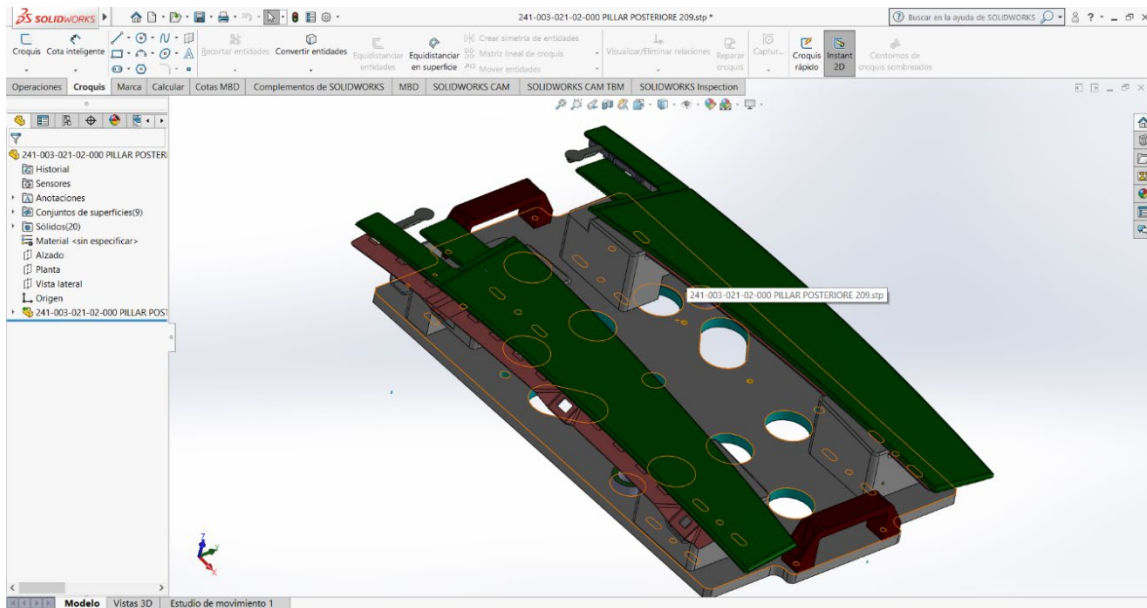 SOLIDWORKS
241-003-021-02-000 PILLAR POSTERIORE 209.stp *
Buscar en la ayuda de SOLIDWORKS
Croquis
Cota inteligente
Recortar entidades
Convertir entidades
Equidistanciar entidades
Equidistanciar en superficie
Crear simetría de entidades
Matriz lineal de croquis
Mover entidades
Visualizar/Eliminar relaciones
Reparar croquis
Captur...
Croquis rápido
Instant 2D
Contornos de croquis sombreados
Operaciones Croquis Marca Calcular Cotas MBD Complementos de SOLIDWORKS MBD SOLIDWORKS CAM SOLIDWORKS CAM TBM SOLIDWORKS Inspection
241-003-021-02-000 PILLAR POSTERI
Historial
Sensores
Anotaciones
Conjuntos de superficies(9)
Sólidos(20)
Material <sin especificar>
Alzado
Planta
Vista lateral
Origen
241-003-021-02-000 PILLAR POST
241-003-021-02-000 PILLAR POSTERIORE 209.stp
Modelo Vistas 3D Estudio de movimiento 1